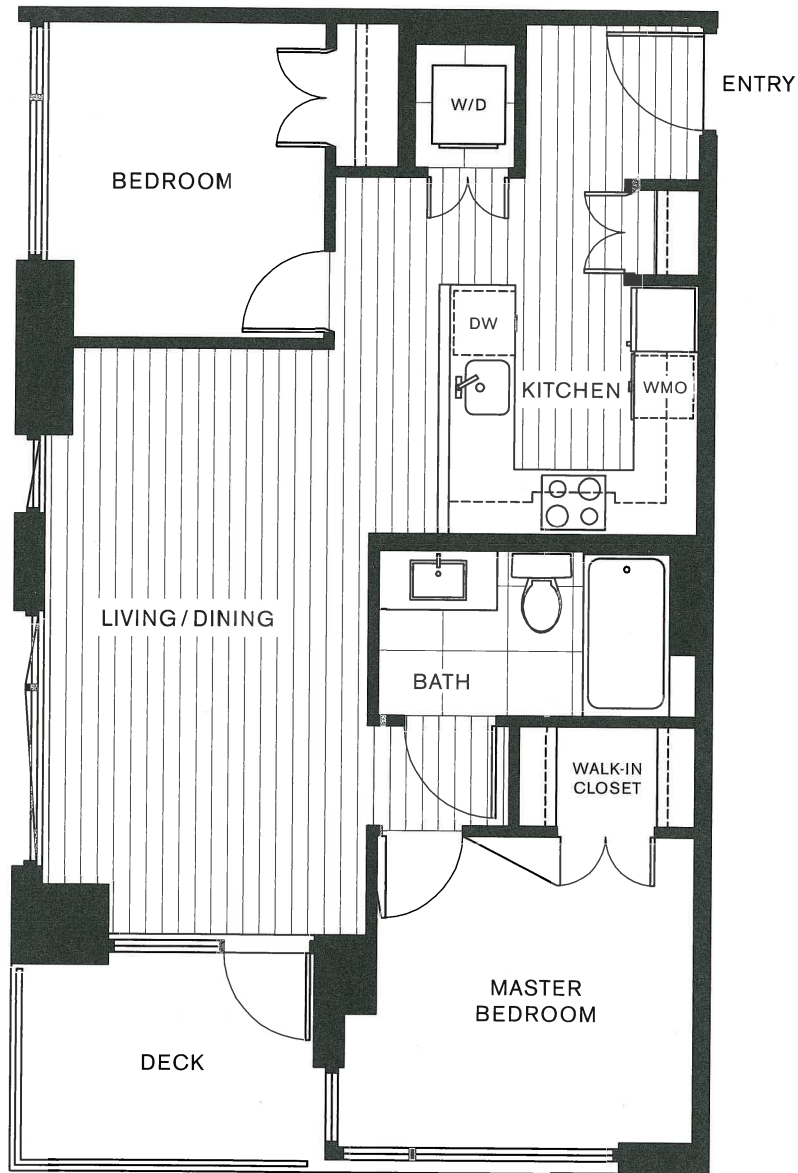 ENTRY
W/D
BEDROOM
DW
KITCHEN
WMO
LIVING/DINING
BATH
WALK-IN
CLOSET
MASTER
BEDROOM
DECK